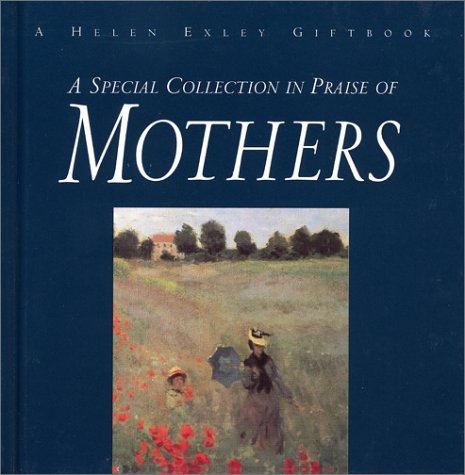 A HELEN EXLEY GIFTBOOK
A SPECIAL COLLECTION IN PRAISE OF
MOTHERS